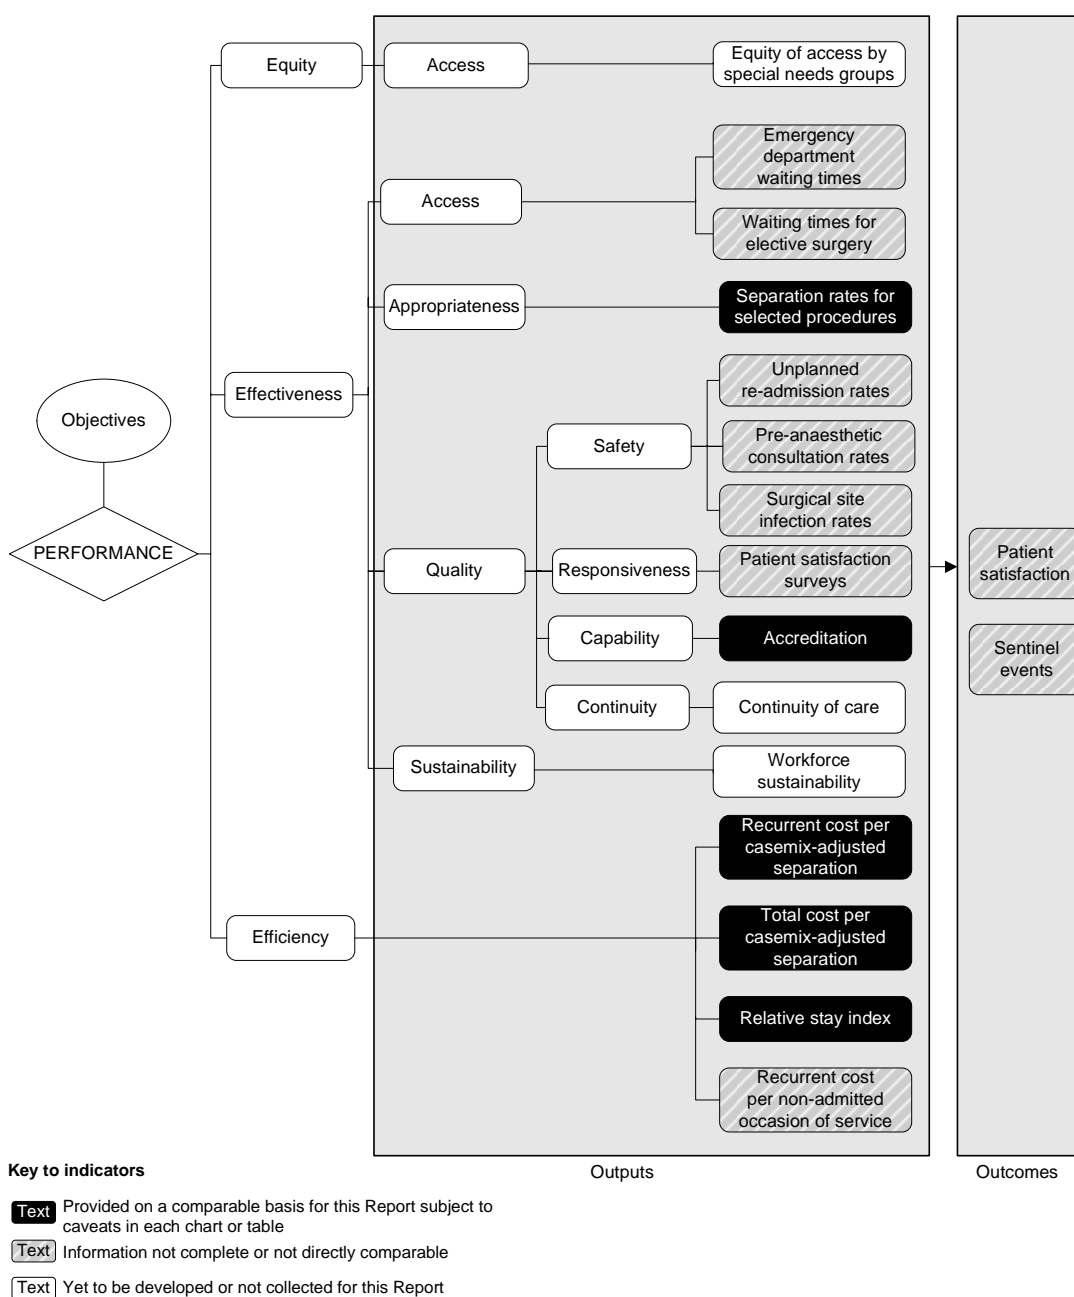 Equity
Access
Equity of access by
special needs groups
Emergency
department
waiting times
Access
Waiting times for
elective surgery
Appropriateness
Separation rates for
selected procedures
Unplanned
re-admission rates
Effectiveness
Objectives
Safety
Pre-anaesthetic
consultation rates
Surgical site
infection rates
PERFORMANCE
Quality
Responsiveness
Patient satisfaction
surveys
Patient
satisfaction
Capability
Accreditation
Sentinel
events
Continuity
Continuity of care
Sustainability
Workforce
sustainability
Recurrent cost per
casemix-adjusted
separation
Efficiency
Total cost per
casemix-adjusted
separation
Relative stay index
Recurrent cost
per non-admitted
occasion of service
Outputs
Outcomes
Key to indicators
Text Provided on a comparable basis for this Report subject to
caveats in each chart or table
Text Information not complete or not directly comparable
Text Yet to be developed or not collected for this Report